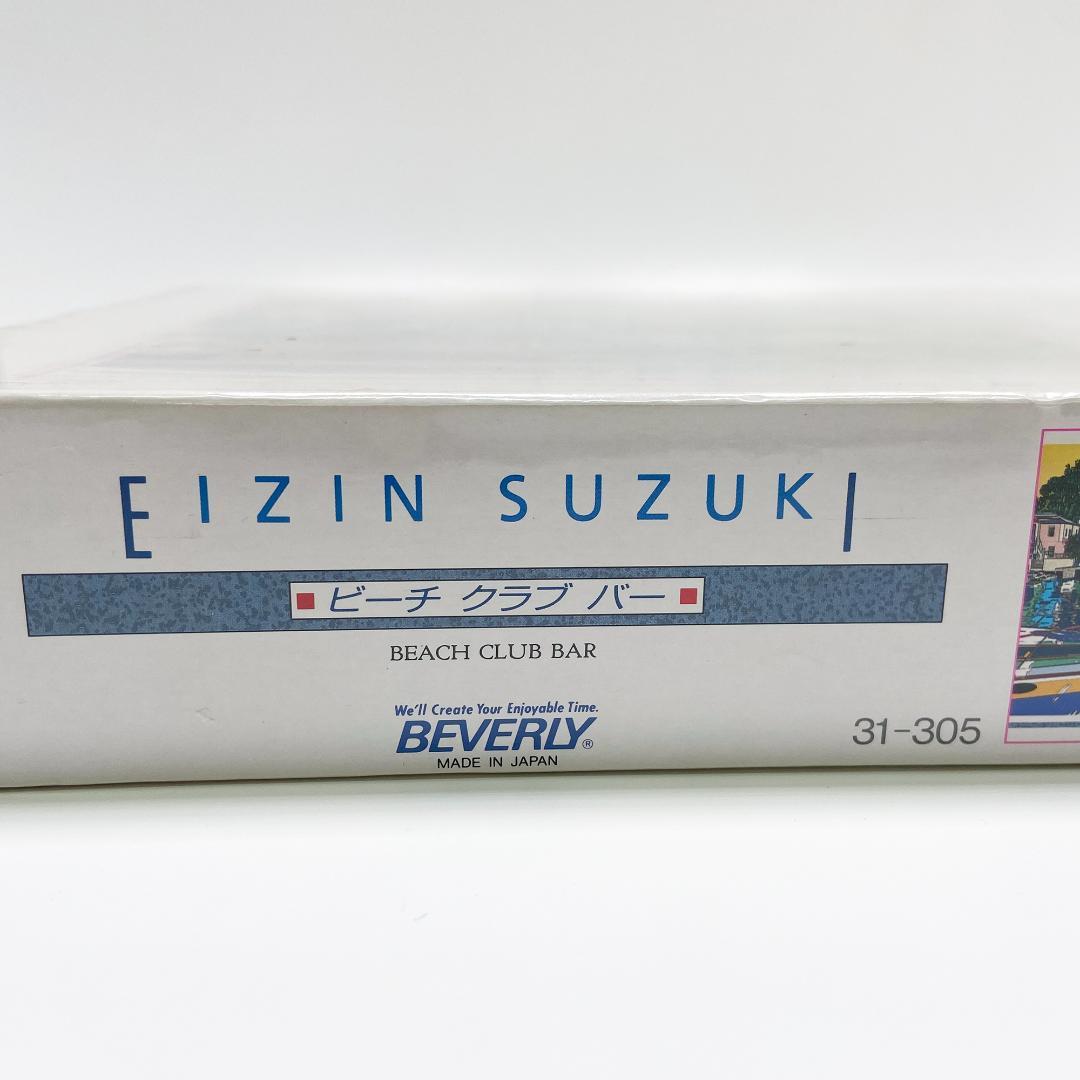 EIZIN SUZUKI
ビーチ クラブ バー
BEACH CLUB BAR
We'll Create Your Enjoyable Time.
BEVERLY®
MADE IN JAPAN
31-305